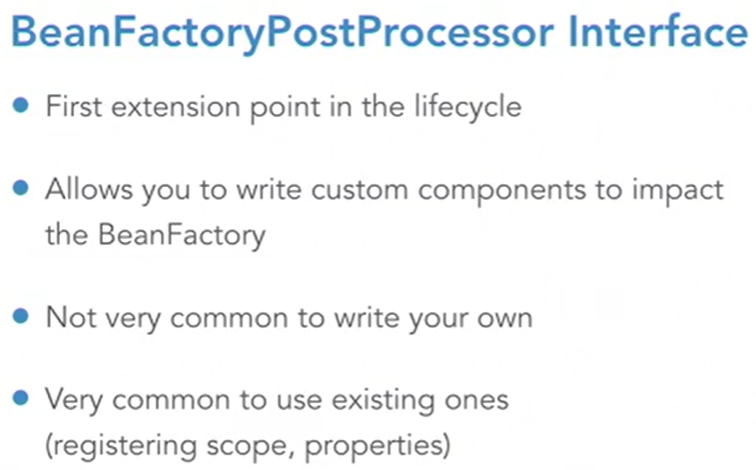 BeanFactoryPostProcessor Interface
● First extension point in the lifecycle
● Allows you to write custom components to impact
the BeanFactory
● Not very common to write your own
● Very common to use existing ones
(registering scope, properties)